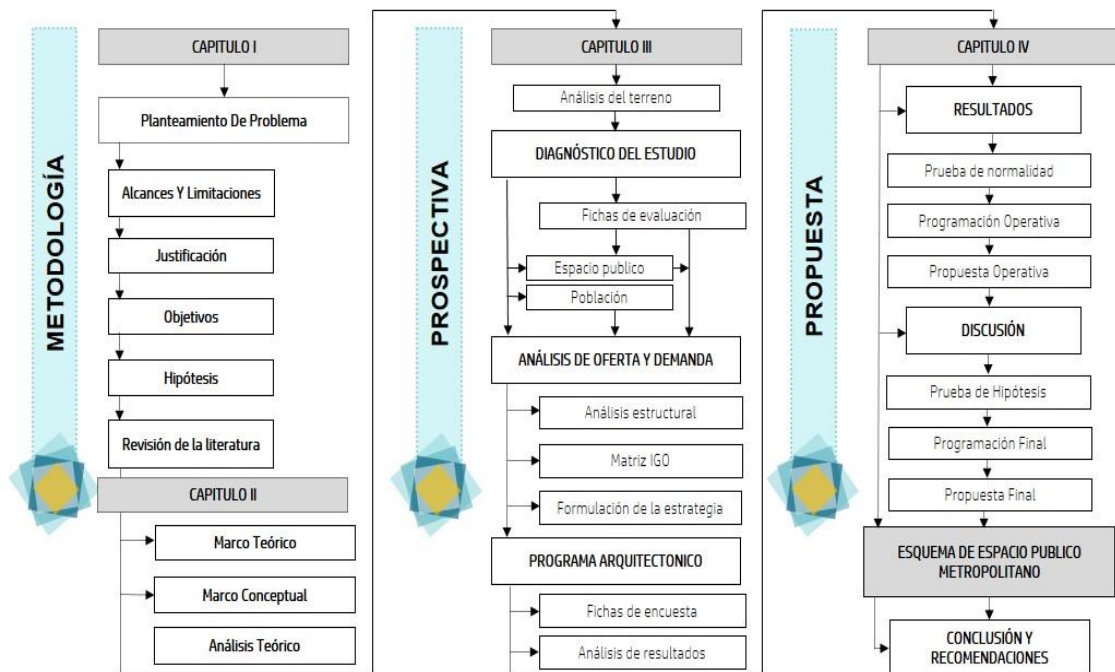 METODOLOGÍA
CAPITULO I
Planteamiento De Problema
Alcances Y Limitaciones
Justificación
Objetivos
Hipótesis
Revisión de la literatura
CAPITULO II
Marco Teórico
Marco Conceptual
Análisis Teórico
PROSPECTIVA
CAPITULO III
Análisis del terreno
DIAGNÓSTICO DEL ESTUDIO
Fichas de evaluación
Espacio publico
Población
ANÁLISIS DE OFERTA Y DEMANDA
Análisis estructural
Matriz IGO
Formulación de la estrategia
PROGRAMA ARQUITECTONICO
Fichas de encuesta
Análisis de resultados
PROPUESTA
CAPITULO IV
RESULTADOS
Prueba de normalidad
Programación Operativa
Propuesta Operativa
DISCUSIÓN
Prueba de Hipótesis
Programación Final
Propuesta Final
ESQUEMA DE ESPACIO PUBLICO
METROPOLITANO
CONCLUSIÓN Y
RECOMENDACIONES